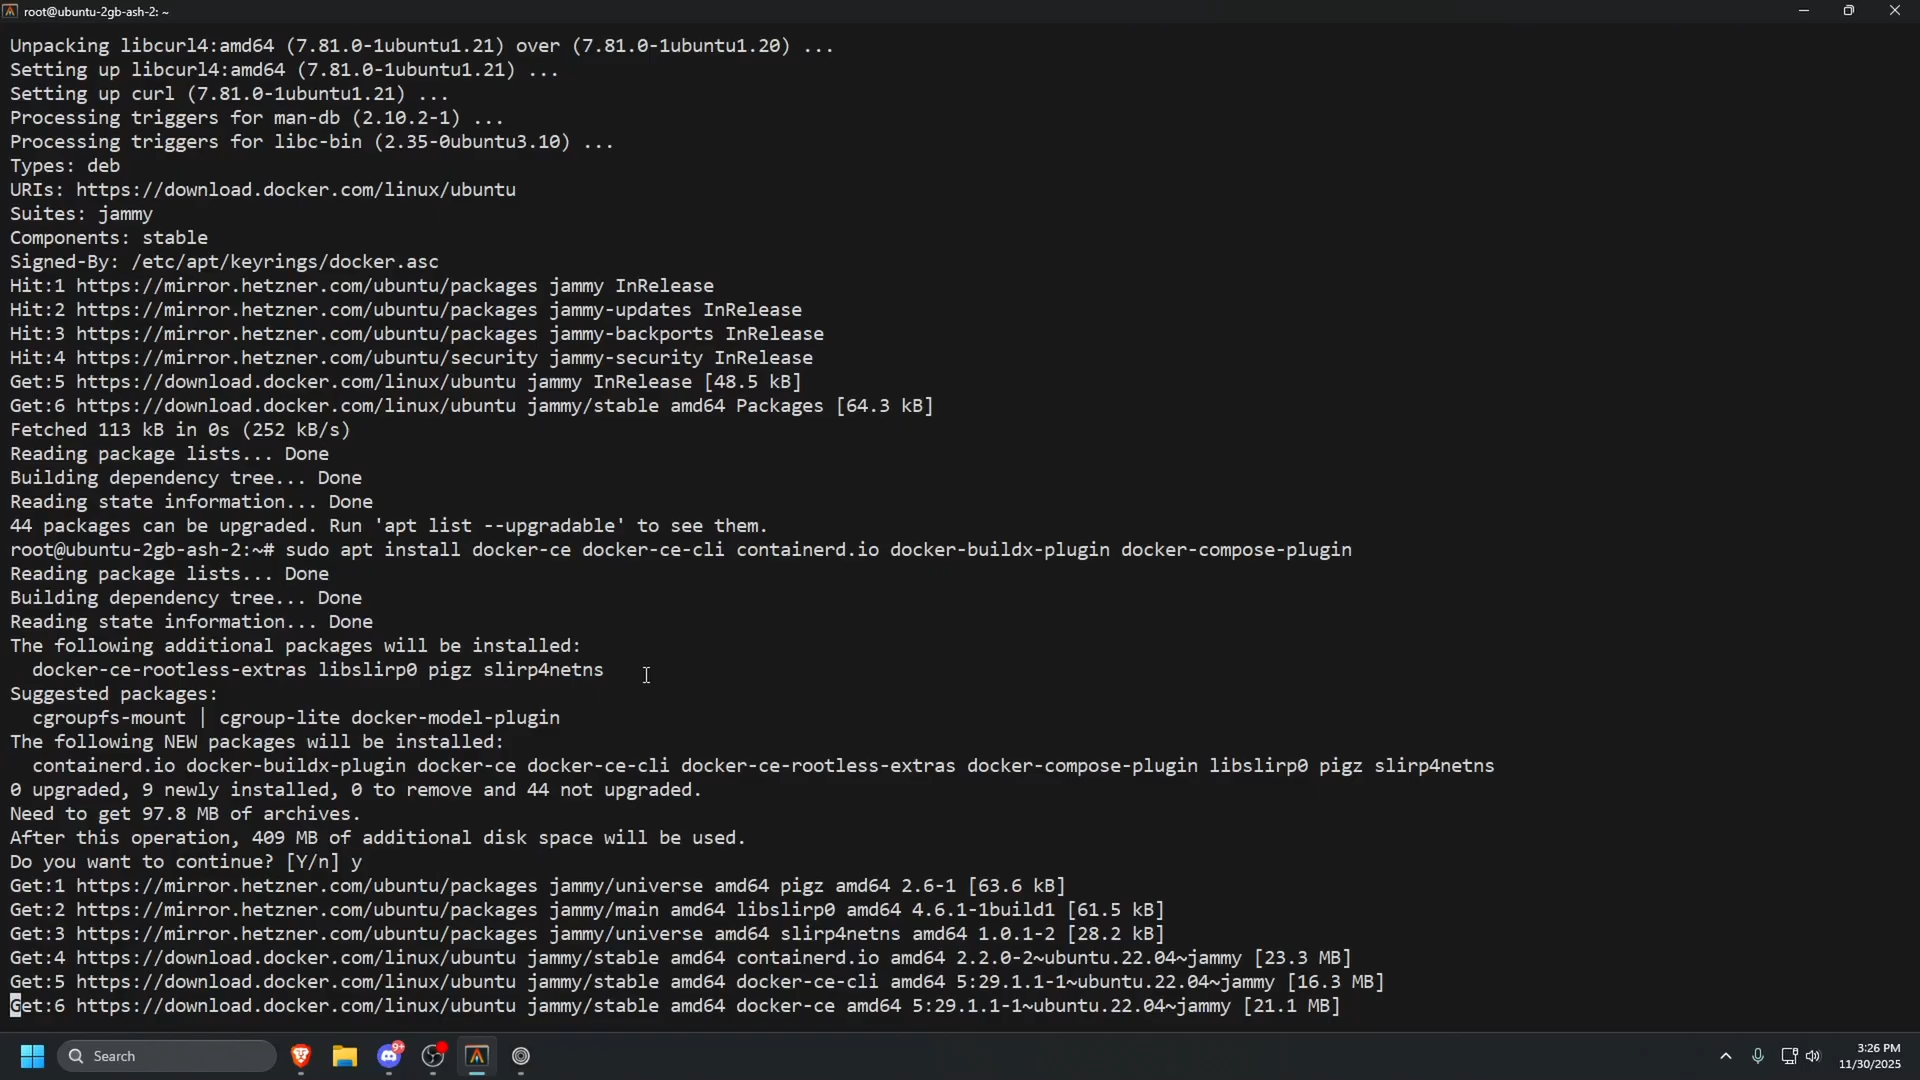 root@ubuntu-2gb-ash-2: ~
Unpacking libcurl4:amd64 (7.81.0-1ubuntu1.21) over (7.81.0-1ubuntu1.20) ...
Setting up libcurl4:amd64 (7.81.0-1ubuntu1.21) ...
Setting up curl (7.81.0-1ubuntu1.21) ...
Processing triggers for man-db (2.10.2-1) ...
Processing triggers for libc-bin (2.35-0ubuntu3.10) ...
Types: deb
URIs: https://download.docker.com/linux/ubuntu
Suites: jammy
Components: stable
Signed-By: /etc/apt/keyrings/docker.asc
Hit:1 https://mirror.hetzner.com/ubuntu/packages jammy InRelease
Hit:2 https://mirror.hetzner.com/ubuntu/packages jammy-updates InRelease
Hit:3 https://mirror.hetzner.com/ubuntu/packages jammy-backports InRelease
Hit:4 https://mirror.hetzner.com/ubuntu/security jammy-security InRelease
Get:5 https://download.docker.com/linux/ubuntu jammy InRelease [48.5 kB]
Get:6 https://download.docker.com/linux/ubuntu jammy/stable amd64 Packages [64.3 kB]
Fetched 113 kB in 0s (252 kB/s)
Reading package lists... Done
Building dependency tree... Done
Reading state information... Done
44 packages can be upgraded. Run 'apt list --upgradable' to see them.
root@ubuntu-2gb-ash-2:~# sudo apt install docker-ce docker-ce-cli containerd.io docker-buildx-plugin docker-compose-plugin
Reading package lists... Done
Building dependency tree... Done
Reading state information... Done
The following additional packages will be installed:
  docker-ce-rootless-extras libslirp0 pigz slirp4netns
Suggested packages:
  cgroupfs-mount | cgroup-lite docker-model-plugin
The following NEW packages will be installed:
  containerd.io docker-buildx-plugin docker-ce docker-ce-cli docker-ce-rootless-extras docker-compose-plugin libslirp0 pigz slirp4netns
0 upgraded, 9 newly installed, 0 to remove and 44 not upgraded.
Need to get 97.8 MB of archives.
After this operation, 409 MB of additional disk space will be used.
Do you want to continue? [Y/n] y
Get:1 https://mirror.hetzner.com/ubuntu/packages jammy/universe amd64 pigz amd64 2.6-1 [63.6 kB]
Get:2 https://mirror.hetzner.com/ubuntu/packages jammy/main amd64 libslirp0 amd64 4.6.1-1build1 [61.5 kB]
Get:3 https://mirror.hetzner.com/ubuntu/packages jammy/universe amd64 slirp4netns amd64 1.0.1-2 [28.2 kB]
Get:4 https://download.docker.com/linux/ubuntu jammy/stable amd64 containerd.io amd64 2.2.0-2~ubuntu.22.04~jammy [23.3 MB]
Get:5 https://download.docker.com/linux/ubuntu jammy/stable amd64 docker-ce-cli amd64 5:29.1.1-1~ubuntu.22.04~jammy [16.3 MB]
Get:6 https://download.docker.com/linux/ubuntu jammy/stable amd64 docker-ce amd64 5:29.1.1-1~ubuntu.22.04~jammy [21.1 MB]
Search
9+
3:26 PM
11/30/2025